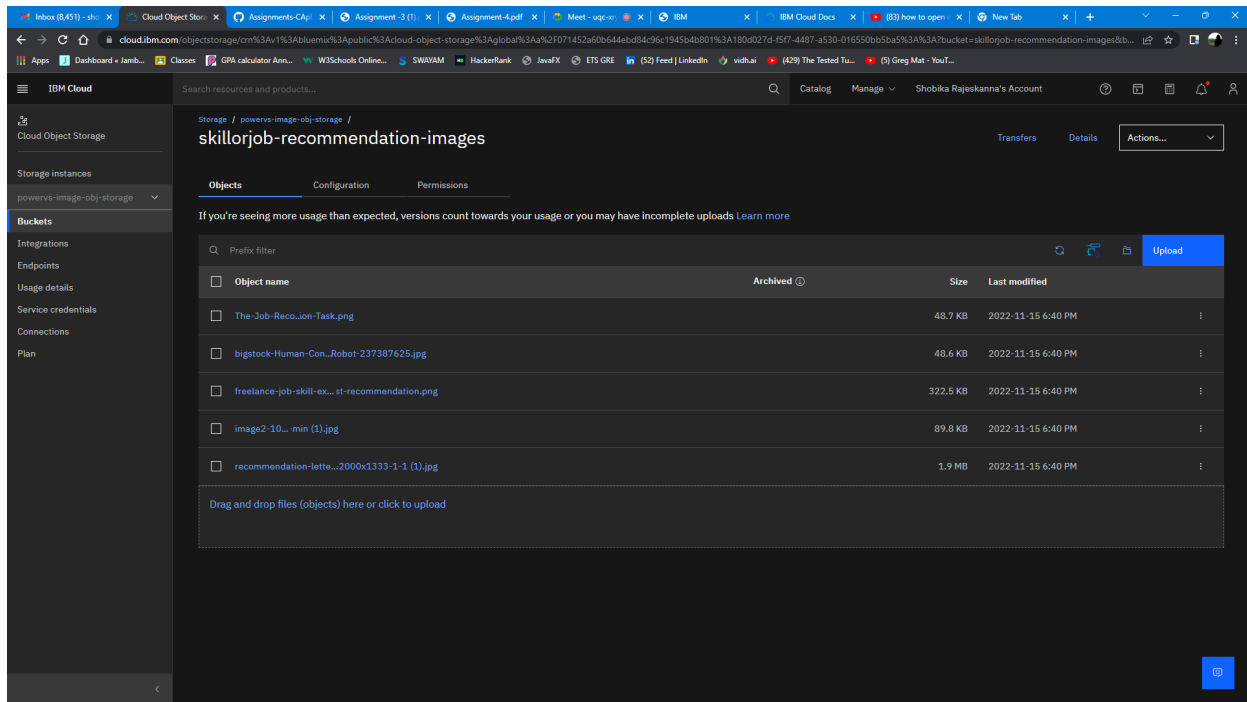 Inbox (8,451) - sho
Cloud Object Stora
Assignments-CApl
Assignment -3 (1).
Assignment-4.pdf
Meet - uqc-xr
IBM
IBM Cloud Docs
(83) how to open
New Tab
cloud.ibm.com/objectstorage/crn%3Av1%3Abluemix%3Apublic%3Acloud-object-storage%3Aglobal%3Aa%2F071452a60b644ebd84c96c1945b4b801%3A180d027d-f5f7-4487-a530-016550bb5ba5%3A%3A?bucket=skillorjob-recommendation-images&b...
Apps
Dashboard « Jamb...
Classes
GPA calculator Ann...
W3Schools Online...
SWAYAM
HackerRank
JavaFX
ETS GRE
(52) Feed | LinkedIn
vidh.ai
(429) The Tested Tu...
(5) Greg Mat - YouT...
IBM Cloud
Search resources and products...
Catalog
Manage
Shobika Rajeskanna's Account
Cloud Object Storage
Storage instances
powervs-image-obj-storage
Buckets
Integrations
Endpoints
Usage details
Service credentials
Connections
Plan
Storage / powervs-image-obj-storage /
skillorjob-recommendation-images
Transfers
Details
Actions...
Objects
Configuration
Permissions
If you're seeing more usage than expected, versions count towards your usage or you may have incomplete uploads Learn more
Prefix filter
Upload
Object name Archived Size Last modified
The-Job-Reco...ion-Task.png 48.7 KB 2022-11-15 6:40 PM
bigstock-Human-Con...Robot-237387625.jpg 48.6 KB 2022-11-15 6:40 PM
freelance-job-skill-ex... st-recommendation.png 322.5 KB 2022-11-15 6:40 PM
image2-10... -min (1).jpg 89.8 KB 2022-11-15 6:40 PM
recommendation-lette...2000x1333-1-1 (1).jpg 1.9 MB 2022-11-15 6:40 PM
Drag and drop files (objects) here or click to upload